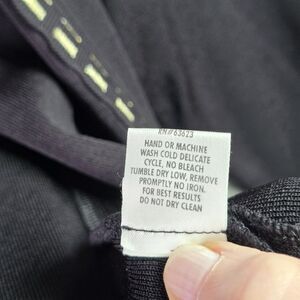 RN#63623
HAND OR MACHINE
WASH COLD DELICATE
CYCLE, NO BLEACH
TUMBLE DRY LOW, REMOVE
PROMPTLY NO IRON.
FOR BEST RESULTS
DO NOT DRY CLEAN